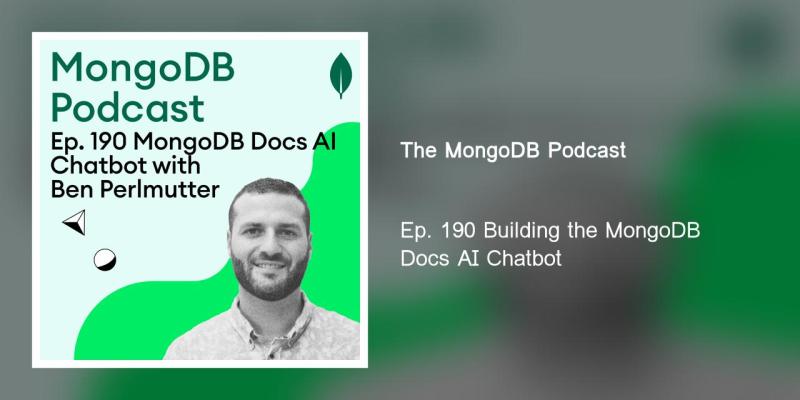 MongoDB
Podcast
Ep. 190 MongoDB Docs AI
Chatbot with
Ben Perlmutter
The MongoDB Podcast
Ep. 190 Building the MongoDB
Docs AI Chatbot